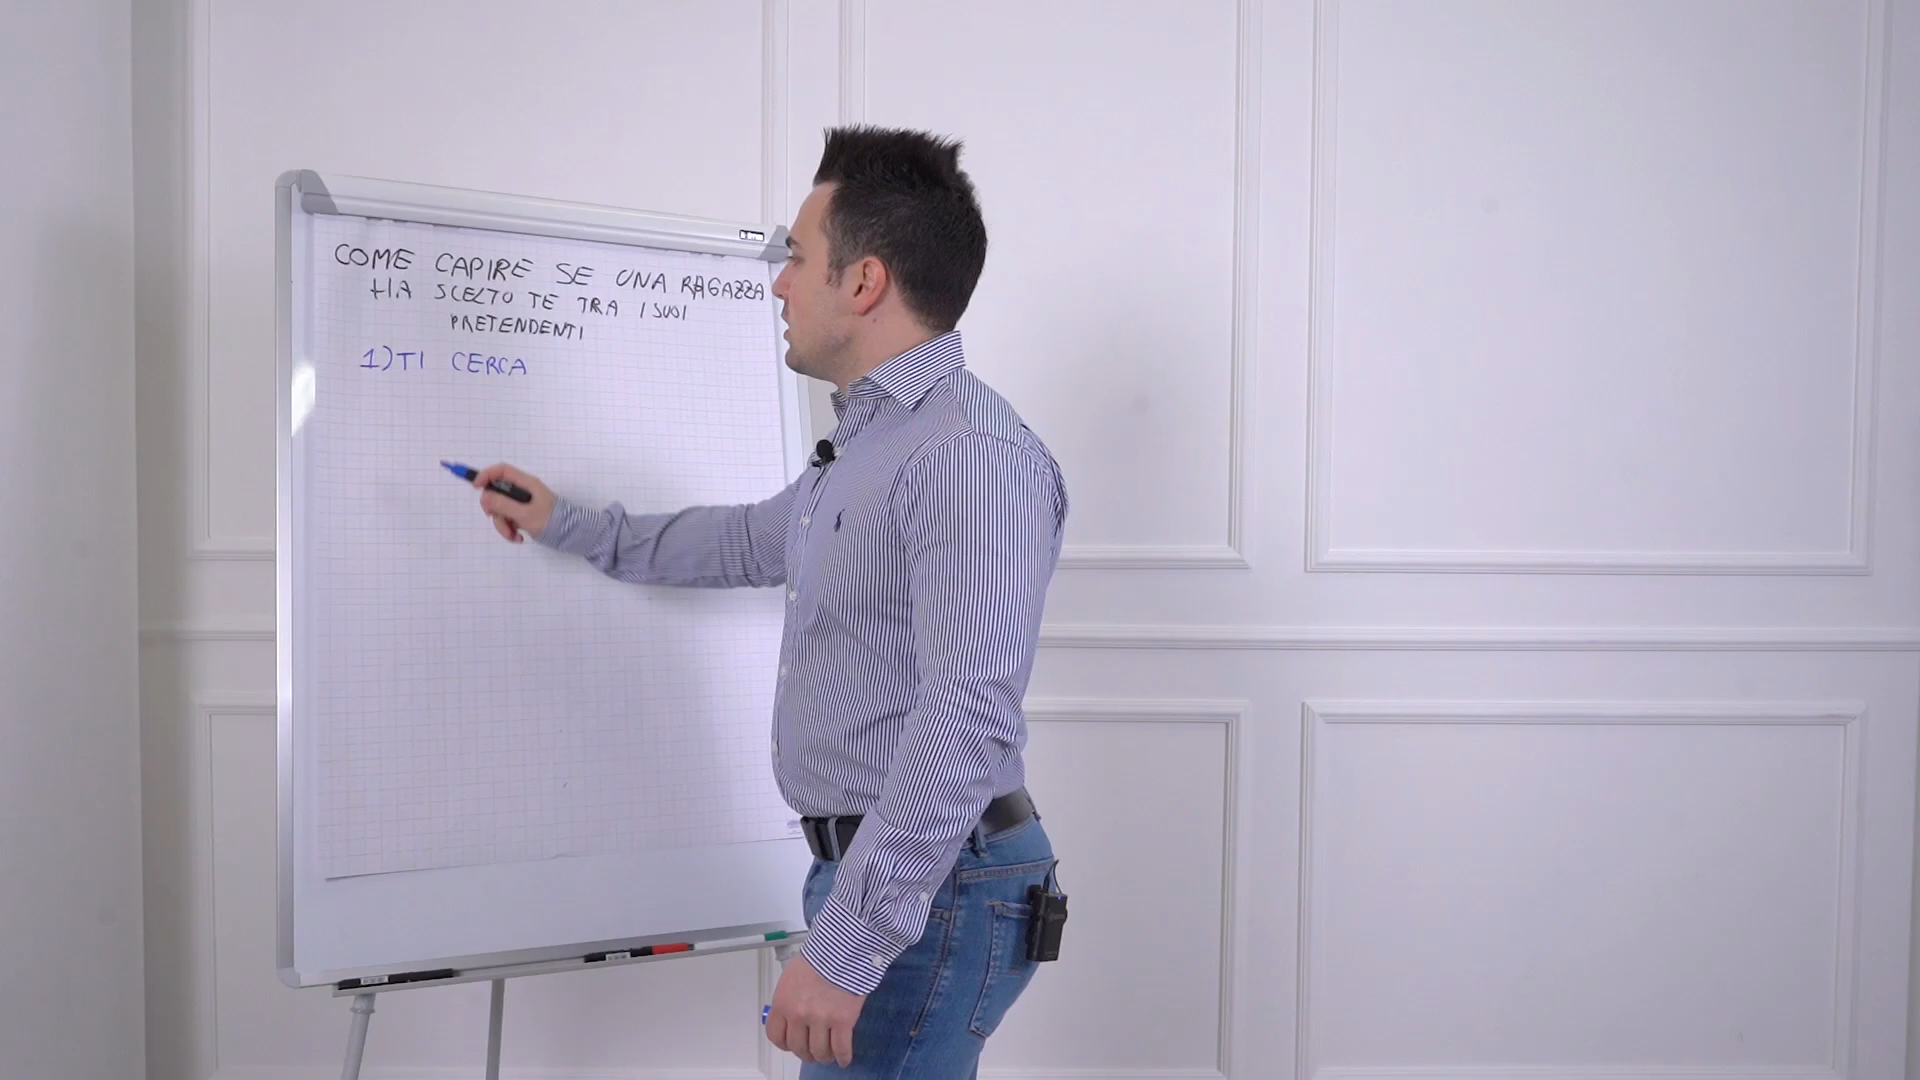 COME CAPIRE SE UNA RAGAZZA
HA SCELTO TE TRA I SUOI
PRETENDENTI
1) TI CERCA